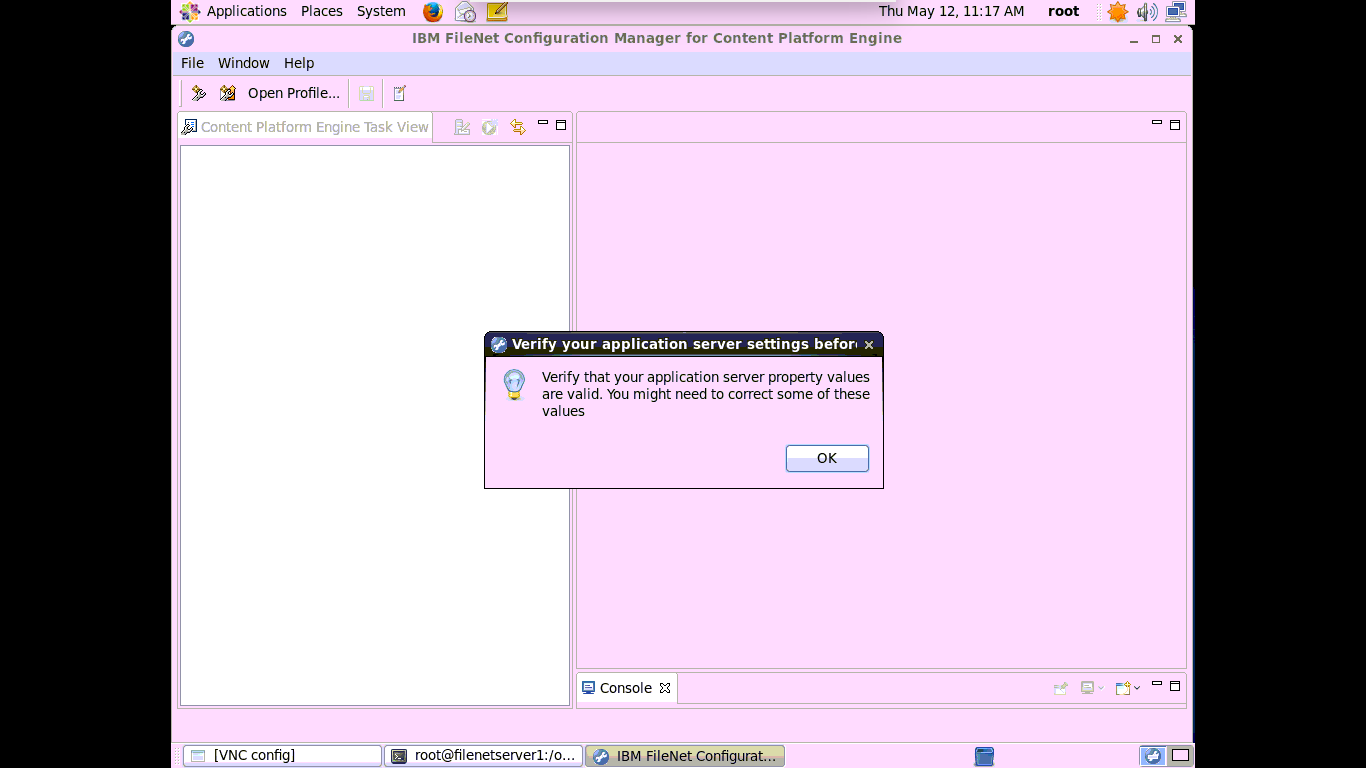 Applications Places System Thu May 12, 11:17 AM root
IBM FileNet Configuration Manager for Content Platform Engine
File Window Help
Open Profile...
Content Platform Engine Task View
Verify your application server settings befor
Verify that your application server property values
are valid. You might need to correct some of these
values
OK
Console
[VNC config] root@filenetserver1:/o... IBM FileNet Configurat...